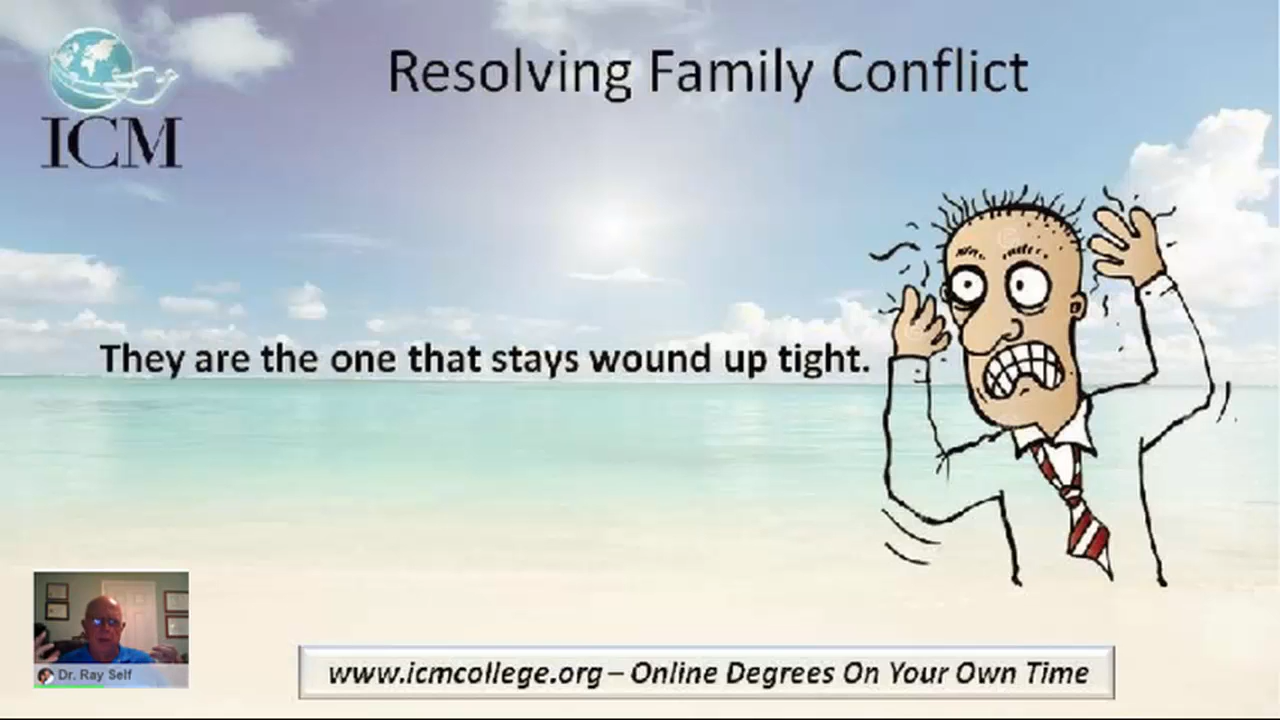 ICM
Resolving Family Conflict
They are the one that stays wound up tight.
Dr. Ray Self
www.icmcollege.org – Online Degrees On Your Own Time